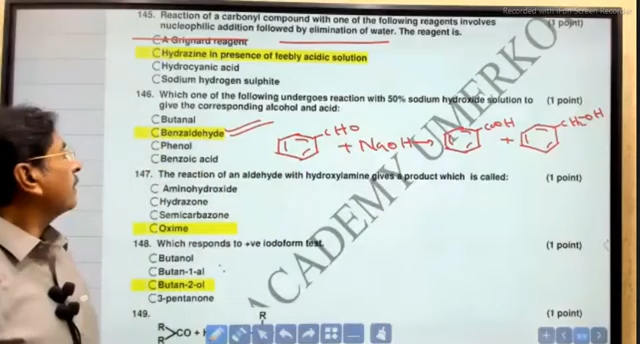 Recorded with iFun Screen Recorder
145. Reaction of a carbonyl compound with one of the following reagents involves (1 point)
nucleophilic addition followed by elimination of water. The reagent is.
A Grignard reagent
Hydrazine in presence of feebly acidic solution
Hydrocyanic acid
Sodium hydrogen sulphite
146. Which one of the following undergoes reaction with 50% sodium hydroxide solution to (1 point)
give the corresponding alcohol and acid:
Butanal
Benzaldehyde
Phenol
Benzoic acid
CHO + NaOH → COOH + CH2OH
147. The reaction of an aldehyde with hydroxylamine gives a product which is called: (1 point)
Aminohydroxide
Hydrazone
Semicarbazone
Oxime
148. Which responds to +ve iodoform test. (1 point)
Butanol
Butan-1-al
Butan-2-ol
3-pentanone
149. (1 point)
R
R
R >CO +
ACADEMY UMERKO